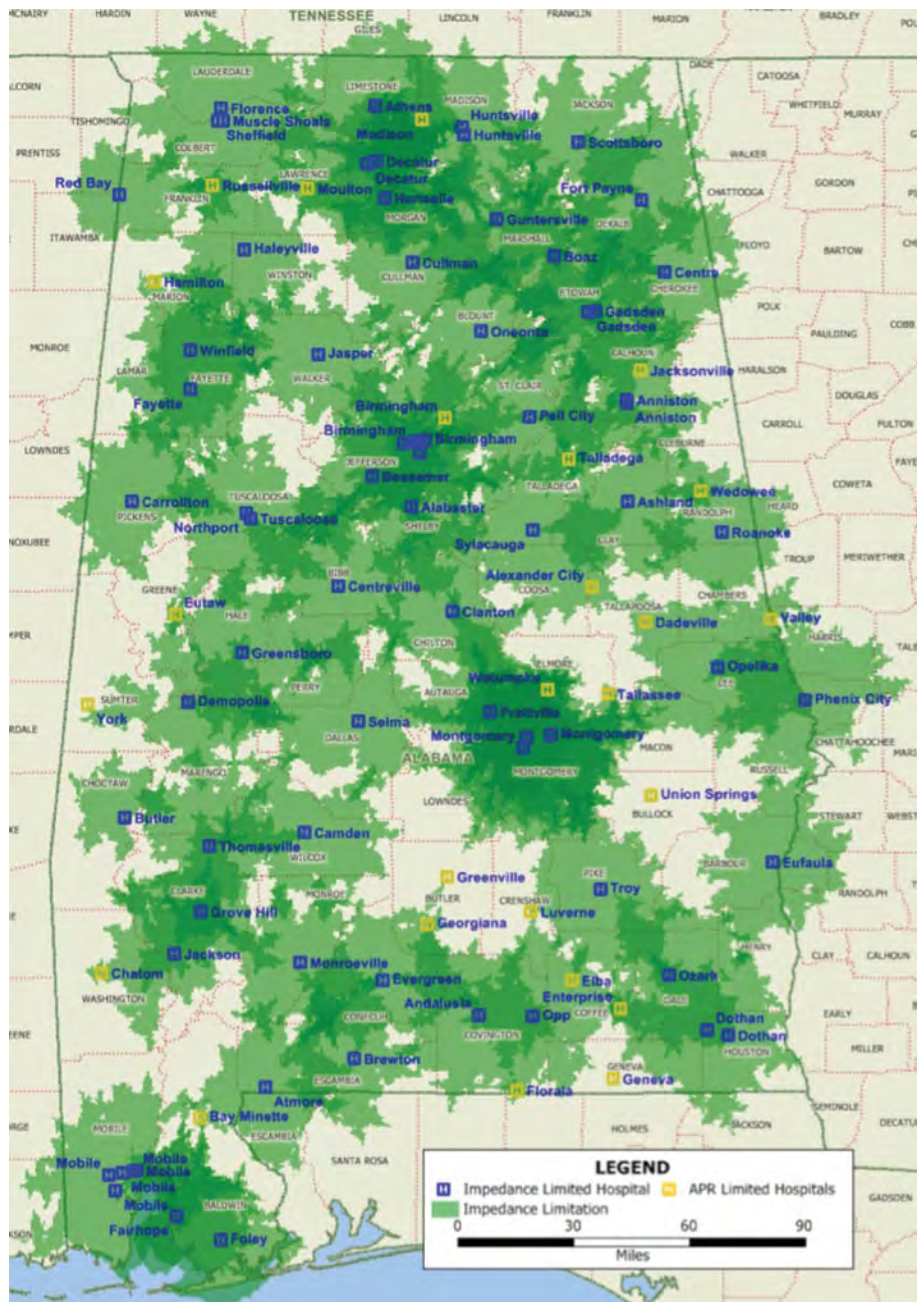 MCNAIRY
HARDIN
WAYNE
TENNESSEE
GILES
LINCOLN
FRANKLIN
MARION
BRADLEY
POLK
DADE
CATOOSA
WHITFIELD
MURRAY
ALCORN
TISHOMINGO
PRENTISS
LAUDERDALE
LIMESTONE
MADISON
JACKSON
Florence
Muscle Shoals
Sheffield
Athens
Madison
Huntsville
Huntsville
Scottsboro
COLBERT
LAWRENCE
Decatur
Decatur
WALKER
Red Bay
Russellville
Moulton
Hartselle
Fort Payne
CHATTOOGA
GORDON
FRANKLIN
MORGAN
Guntersville
DEKALB
ITAWAMBA
MARSHALL
FLOYD
BARTOW
Haleyville
Cullman
Boaz
Centre
WINSTON
CULLMAN
CHEROKEE
Hamilton
MARION
ETOWAH
POLK
Gadsden
Gadsden
BLOUNT
Oneonta
PAULDING
MONROE
Winfield
Jasper
CALHOUN
LAMAR
FAYETTE
WALKER
Jacksonville
HARALSON
Fayette
ST. CLAIR
DOUGLAS
Birmingham
Birmingham
Birmingham
Pell City
Anniston
Anniston
CARROLL
FULTON
LOWNDES
JEFFERSON
CLEBURNE
Talladega
Bessemer
TALLADEGA
COWETA
Wedowee
Carrollton
PICKENS
TUSCALOOSA
Northport
Tuscaloosa
Alabaster
SHELBY
Ashland
RANDOLPH
HEARD
NOXUBEE
Sylacauga
CLAY
Roanoke
TROUP
MERIWETHER
BIBB
Centreville
Alexander City
COOSA
CHAMBERS
GREENE
Eutaw
HALE
Clanton
TALLAPOOSA
Dadeville
Valley
CHILTON
HARRIS
Greensboro
ELMORE
Opelika
LEE
PERRY
AUTAUGA
Wetumpka
Tallassee
SUMTER
York
Demopolis
Prattville
Phenix City
Selma
DALLAS
Montgomery
Montgomery
MACON
CHATTAHOOCHEE
ALABAMA
MONTGOMERY
MARENGO
RUSSELL
CHOCTAW
LOWNDES
Union Springs
BULLOCK
STEWART
Butler
Camden
Thomasville
WILCOX
BARBOUR
Eufaula
Greenville
PIKE
Troy
CLARKE
MONROE
BUTLER
CRENSHAW
RANDOLPH
Grove Hill
Luverne
Georgiana
HENRY
CLAY
CALHOUN
Jackson
Monroeville
Chatom
WASHINGTON
Evergreen
Elba
Ozark
Andalusia
Enterprise
DALE
Opp
COFFEE
CONECUH
Dothan
EARLY
COVINGTON
Dothan
HOUSTON
MILLER
Brewton
ESCAMBIA
GENEVA
Geneva
Atmore
Florala
Bay Minette
SEMINOLE
MOBILE
ESCAMBIA
HOLMES
JACKSON
DECATUR
SANTA ROSA
Mobile
Mobile
Mobile
Mobile
Mobile
BALDWIN
Fairhope
Foley
GADSDEN
LEGEND
H Impedance Limited Hospital H APR Limited Hospitals
Impedance Limitation
0 30 60 90
Miles